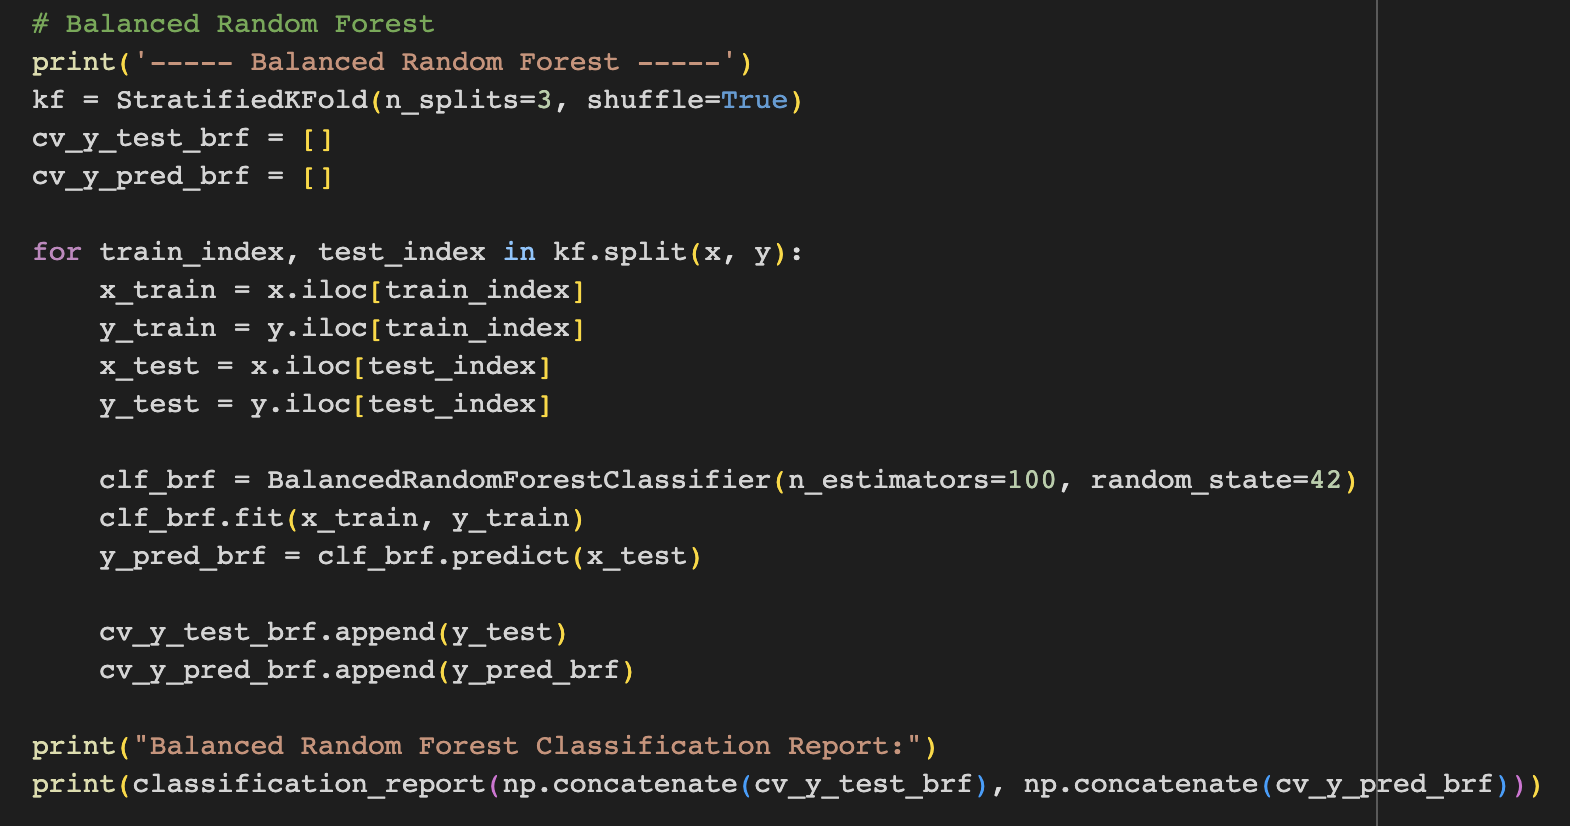 # Balanced Random Forest
print('----- Balanced Random Forest -----')
kf = StratifiedKFold(n_splits=3, shuffle=True)
cv_y_test_brf = []
cv_y_pred_brf = []
for train_index, test_index in kf.split(x, y):
    x_train = x.iloc[train_index]
    y_train = y.iloc[train_index]
    x_test = x.iloc[test_index]
    y_test = y.iloc[test_index]
    clf_brf = BalancedRandomForestClassifier(n_estimators=100, random_state=42)
    clf_brf.fit(x_train, y_train)
    y_pred_brf = clf_brf.predict(x_test)
    cv_y_test_brf.append(y_test)
    cv_y_pred_brf.append(y_pred_brf)
print("Balanced Random Forest Classification Report:")
print(classification_report(np.concatenate(cv_y_test_brf), np.concatenate(cv_y_pred_brf)))